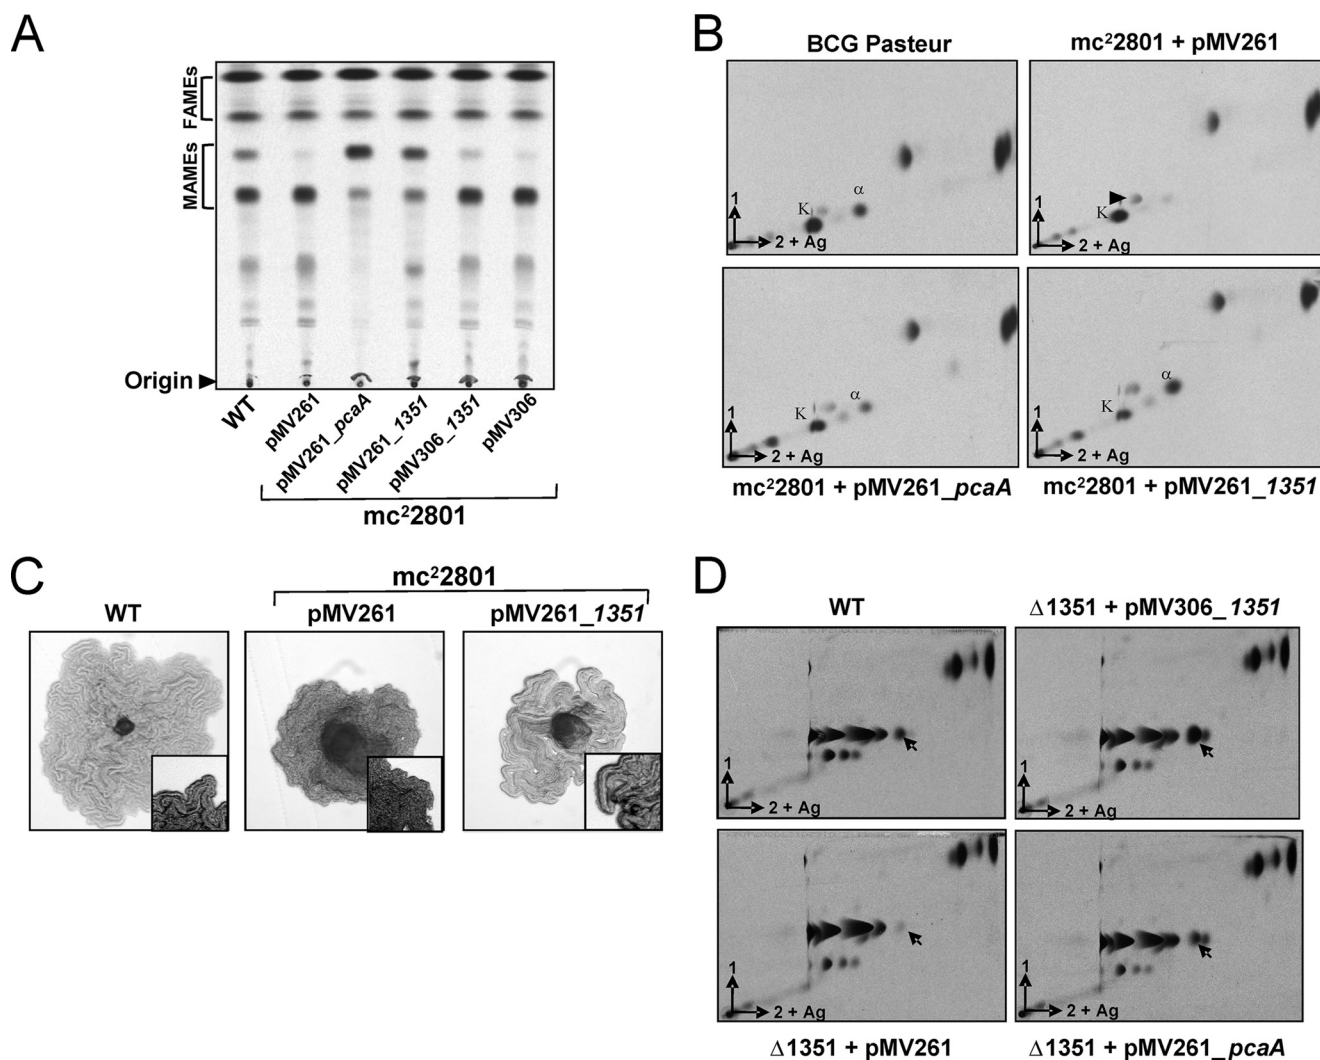 A
FAMEs
MAMEs
Origin
WT
pMV261
pMV261_pcaA
pMV261_1351
pMV306_1351
pMV306
mc²2801
B
BCG Pasteur
mc²2801 + pMV261
K
α
1
2 + Ag
K
1
2 + Ag
K
α
1
2 + Ag
K
α
1
2 + Ag
mc²2801 + pMV261_pcaA
mc²2801 + pMV261_1351
C
mc²2801
WT
pMV261
pMV261_1351
D
WT
Δ1351 + pMV306_1351
1
2 + Ag
1
2 + Ag
1
2 + Ag
1
2 + Ag
Δ1351 + pMV261
Δ1351 + pMV261_pcaA